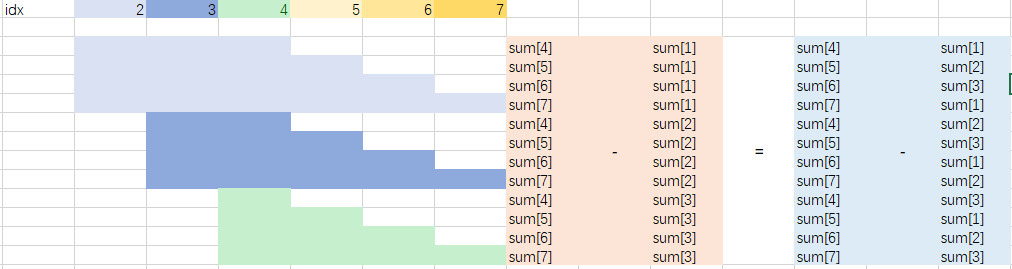 idx 2 3 4 5 6 7
sum[4] sum[1] sum[4] sum[1]
sum[5] sum[1] sum[5] sum[2]
sum[6] sum[1] sum[6] sum[3]
sum[7] sum[1] sum[7] sum[1]
sum[4] sum[2] sum[4] sum[2]
sum[5] sum[2] sum[5] sum[3]
- = -
sum[6] sum[2] sum[6] sum[1]
sum[7] sum[2] sum[7] sum[2]
sum[4] sum[3] sum[4] sum[3]
sum[5] sum[3] sum[5] sum[1]
sum[6] sum[3] sum[6] sum[2]
sum[7] sum[3] sum[7] sum[3]